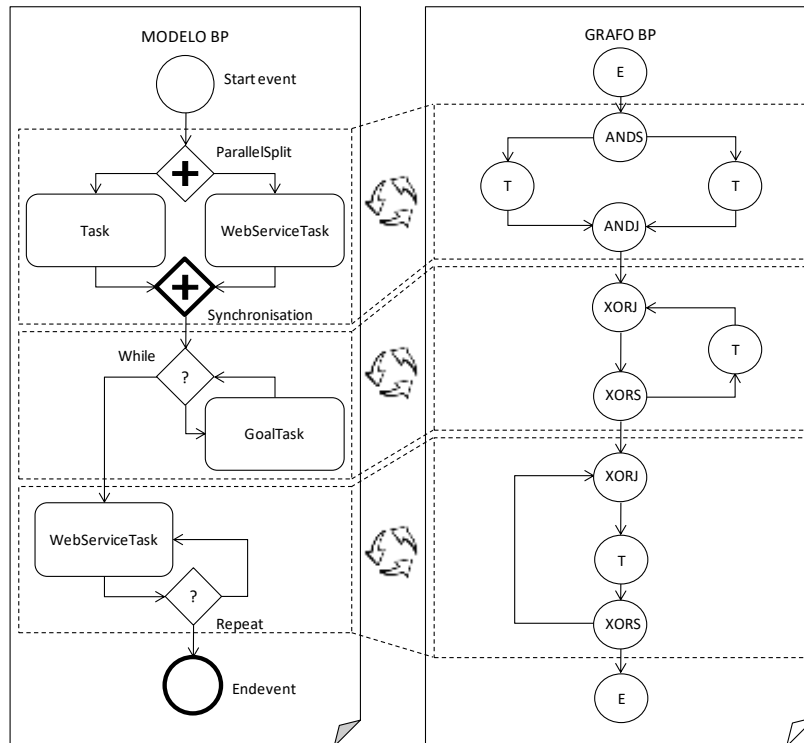 MODELO BP
Start event
ParallelSplit
Task
WebServiceTask
Synchronisation
While
?
GoalTask
WebServiceTask
?
Repeat
Endevent
GRAFO BP
E
ANDS
T
T
ANDJ
XORJ
T
XORS
XORJ
T
XORS
E